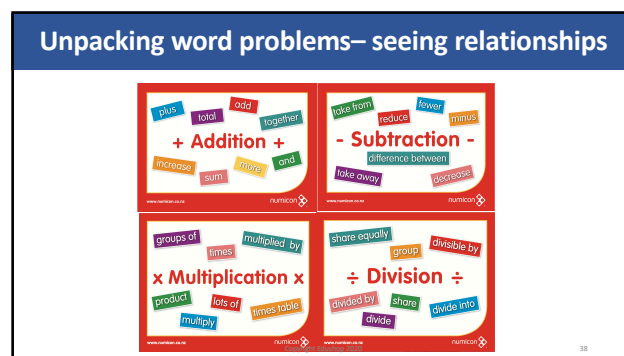 Unpacking word problems– seeing relationships
plus
total
add
together
+ Addition +
increase
sum
more
and
www.numicon.co.nz
numicon
take from
reduce
fewer
minus
- Subtraction -
difference between
take away
decrease
www.numicon.co.nz
numicon
groups of
times
multiplied by
x Multiplication x
product
lots of
times table
multiply
www.numicon.co.nz
numicon
share equally
group
divisible by
÷ Division ÷
divided by
share
divide into
divide
www.numicon.co.nz
numicon
Copyright Edushop 2020
38